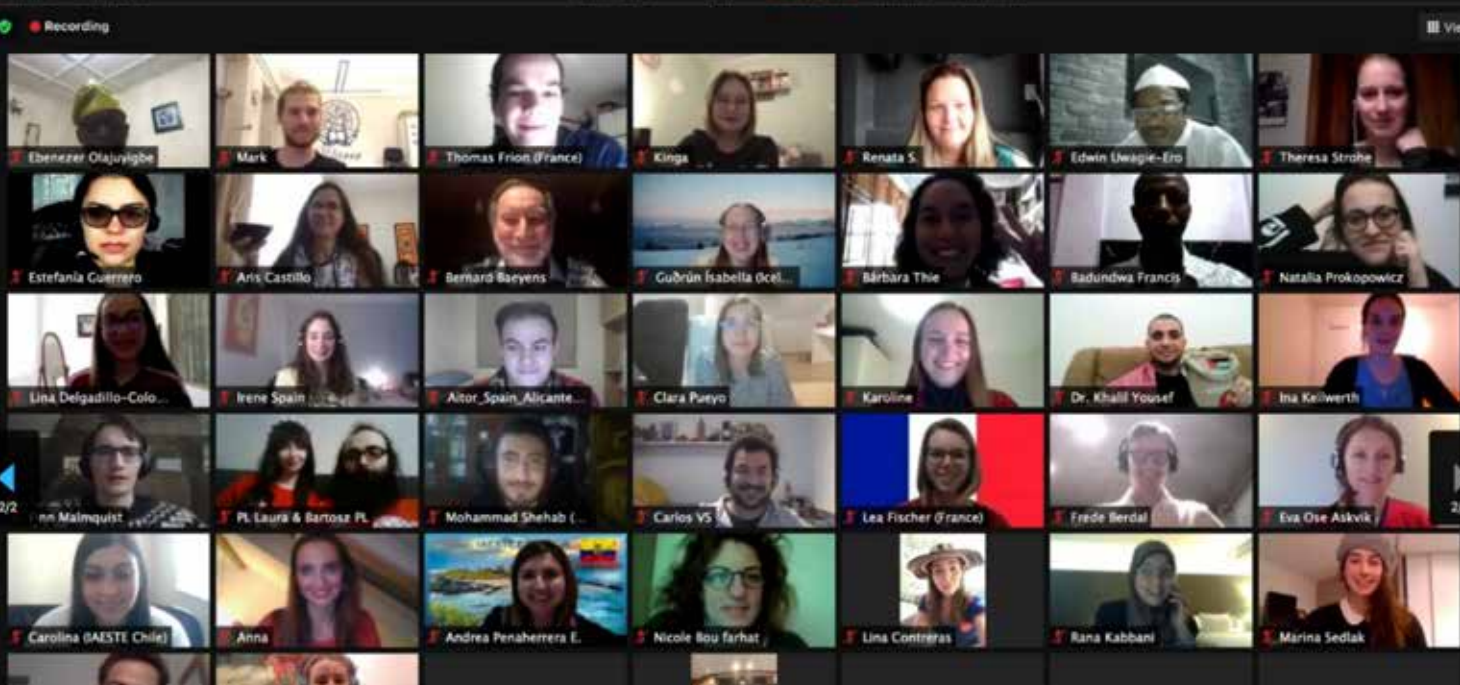 Recording
Vie
Ebenezer Olajuyigbe
Mark
Thomas Frion (France)
Kinga
Renata S.
Edwin Uwagie-Ero
Theresa Strohe
Estefanía Guerrero
Aris Castillo
Bernard Baeyens
Guðrún Ísabella (Icel...
Bárbara Thie
Badundwa Francis
Natalia Prokopowicz
Lina Delgadillo-Colo...
Irene Spain
Aitor_Spain_Alicante...
Clara Pueyo
Karoline
Dr. Khalil Yousef
Ina Kellwerth
2/2
nn Malmquist
PL Laura & Bartosz PL
Mohammad Shehab (...
Carlos VS
Lea Fischer (France)
Frede Berdal
Eva Ose Askvik
2/
Carolina (IAESTE Chile)
Anna
Andrea Penaherrera E.
Nicole Bou farhat
Lina Contreras
Rana Kabbani
Marina Sedlak